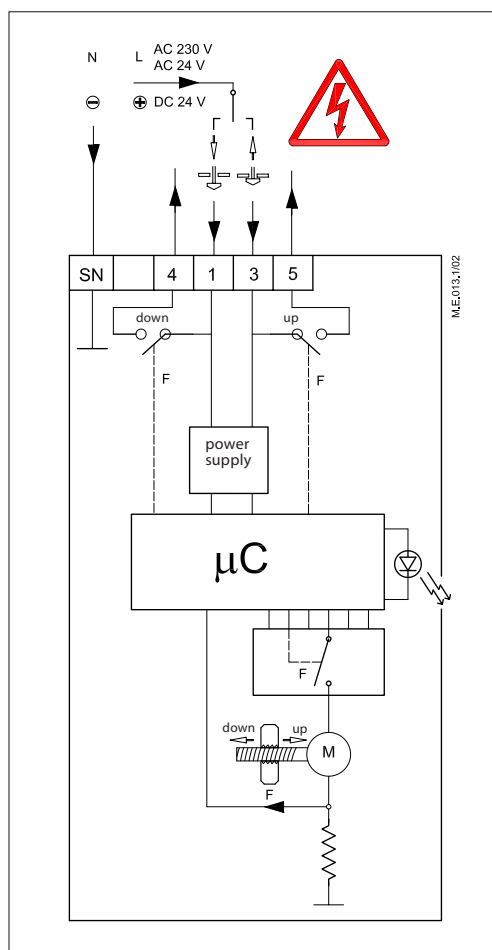 N L AC 230 V
AC 24 V
DC 24 V
M.E.013.1/02
SN 4 1 3 5
down up
F F
power
supply
µC
F
down up
M
F